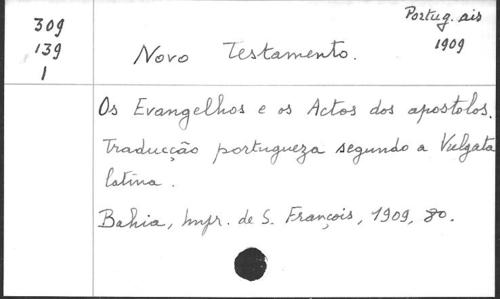 309
139
1
Portug.ais
1909
Novo Testamento.
Os Evangelhos e os Actos dos apostolos.
Traducção portugueza segundo a Vulgata
latina.
Bahia, Impr. de S. François, 1909, 80.